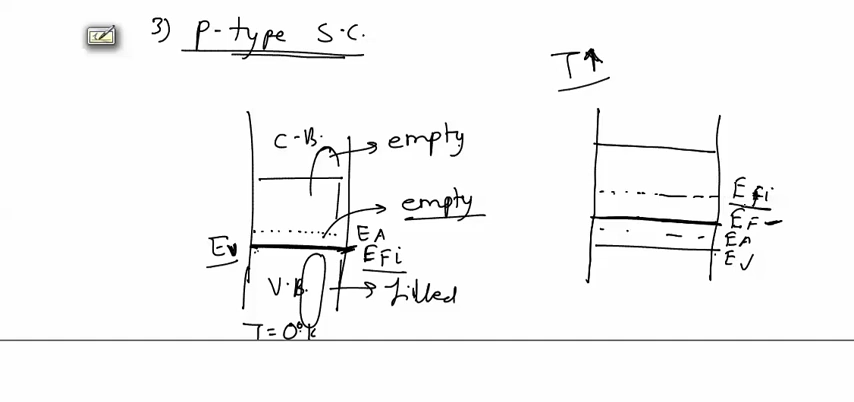 3) P-type S.C.
T↑
C-B. → empty
→ empty
EA
Ev
EFi
V.B. → filled
T = 0°K
EFi
EF
EA
EV